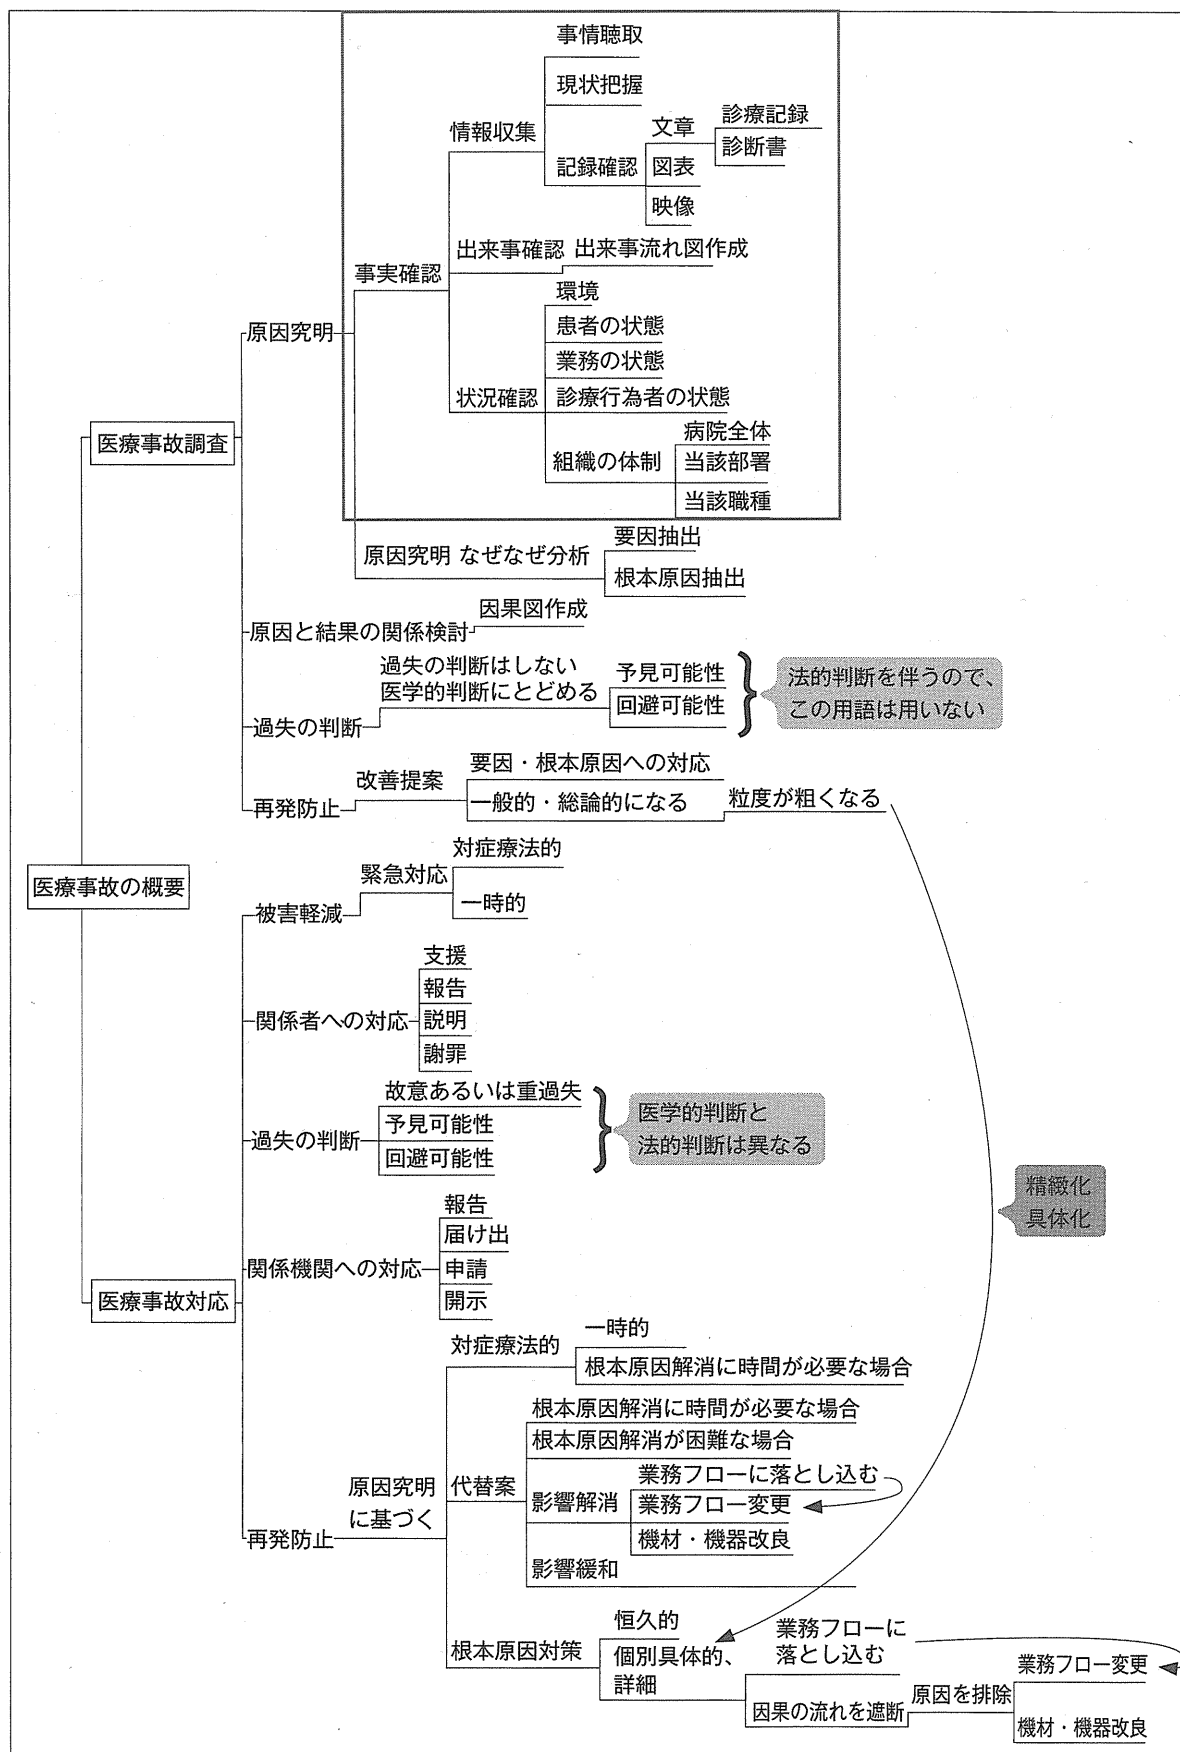 事情聴取
現状把握
情報収集
記録確認
文章
図表
映像
診療記録
診断書
事実確認
出来事確認
出来事流れ図作成
環境
患者の状態
業務の状態
状況確認
診療行為者の状態
組織の体制
病院全体
当該部署
当該職種
原因究明
医療事故調査
原因究明 なぜなぜ分析
要因抽出
根本原因抽出
原因と結果の関係検討
因果図作成
過失の判断
過失の判断はしない
医学的判断にとどめる
予見可能性
回避可能性
法的判断を伴うので、
この用語は用いない
再発防止
改善提案
要因・根本原因への対応
一般的・総論的になる
粒度が粗くなる
医療事故の概要
被害軽減
緊急対応
対症療法的
一時的
関係者への対応
支援
報告
説明
謝罪
過失の判断
故意あるいは重過失
予見可能性
回避可能性
医学的判断と
法的判断は異なる
精緻化
具体化
関係機関への対応
報告
届け出
申請
開示
医療事故対応
再発防止
原因究明
に基づく
対症療法的
一時的
根本原因解消に時間が必要な場合
代替案
根本原因解消に時間が必要な場合
根本原因解消が困難な場合
影響解消
業務フローに落とし込む
業務フロー変更
機材・機器改良
影響緩和
根本原因対策
恒久的
個別具体的、
詳細
業務フローに
落とし込む
因果の流れを遮断
原因を排除
業務フロー変更
機材・機器改良